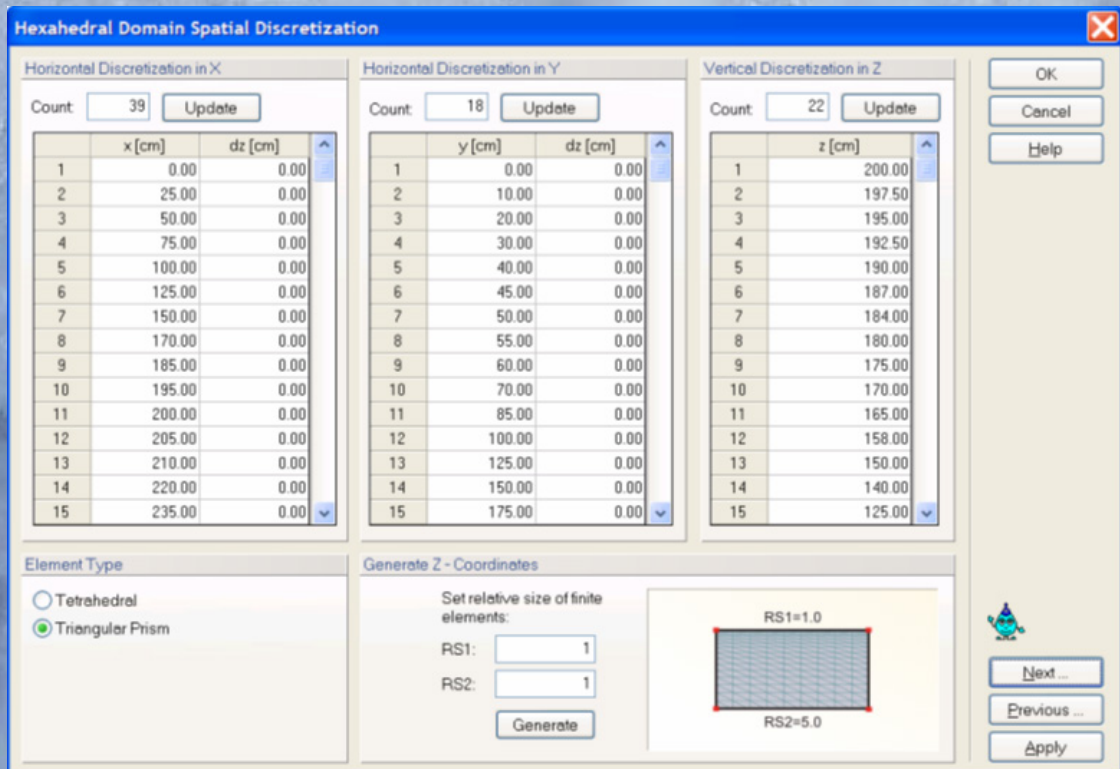 Hexahedral Domain Spatial Discretization
Horizontal Discretization in X
Count: 39 Update
x [cm] dz [cm]
1 0.00 0.00
2 25.00 0.00
3 50.00 0.00
4 75.00 0.00
5 100.00 0.00
6 125.00 0.00
7 150.00 0.00
8 170.00 0.00
9 185.00 0.00
10 195.00 0.00
11 200.00 0.00
12 205.00 0.00
13 210.00 0.00
14 220.00 0.00
15 235.00 0.00
Horizontal Discretization in Y
Count: 18 Update
y [cm] dz [cm]
1 0.00 0.00
2 10.00 0.00
3 20.00 0.00
4 30.00 0.00
5 40.00 0.00
6 45.00 0.00
7 50.00 0.00
8 55.00 0.00
9 60.00 0.00
10 70.00 0.00
11 85.00 0.00
12 100.00 0.00
13 125.00 0.00
14 150.00 0.00
15 175.00 0.00
Vertical Discretization in Z
Count: 22 Update
z [cm]
1 200.00
2 197.50
3 195.00
4 192.50
5 190.00
6 187.00
7 184.00
8 180.00
9 175.00
10 170.00
11 165.00
12 158.00
13 150.00
14 140.00
15 125.00
OK
Cancel
Help
Element Type
Tetrahedral
Triangular Prism
Generate Z - Coordinates
Set relative size of finite
elements:
RS1: 1
RS2: 1
Generate
RS1=1.0
RS2=5.0
Next ...
Previous ...
Apply